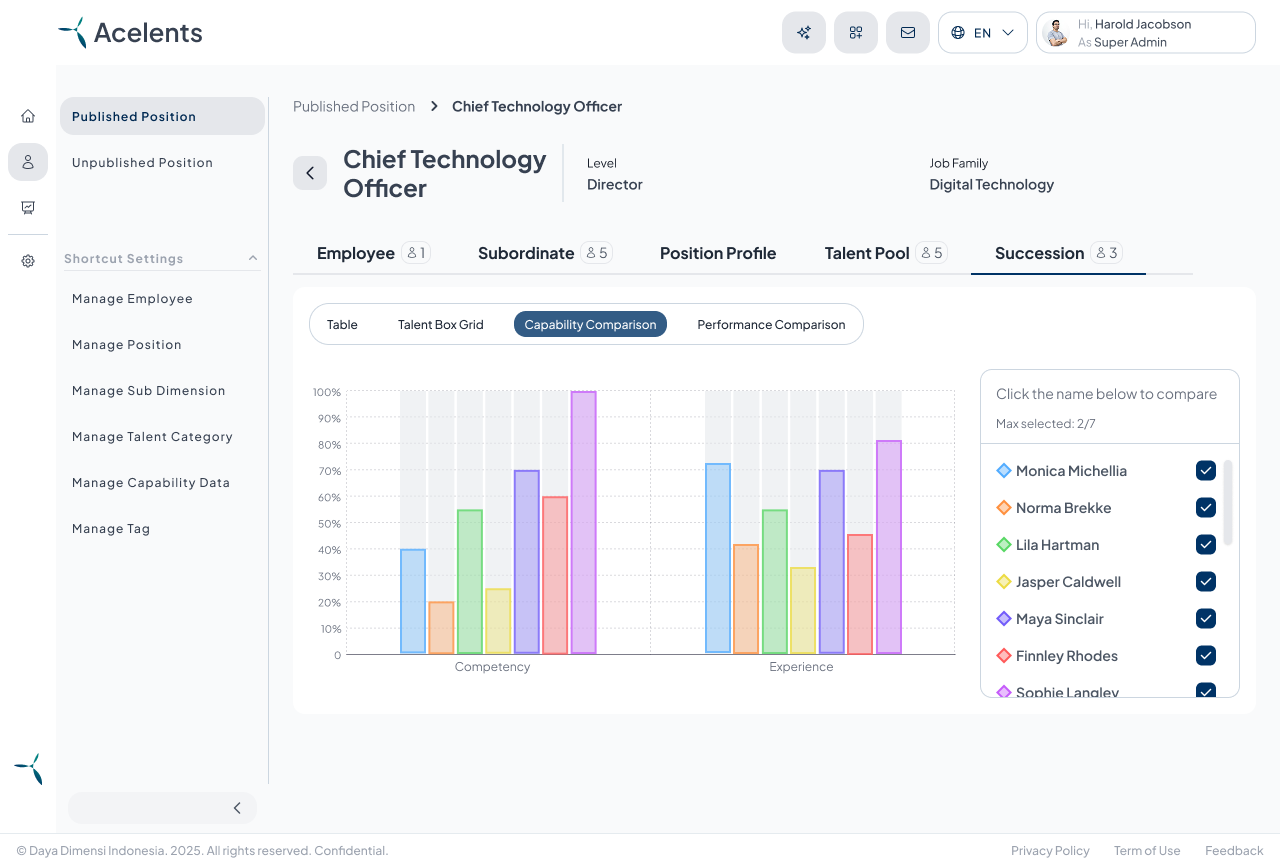 Acelents
EN
Hi, Harold Jacobson
As Super Admin
Published Position
Unpublished Position
Shortcut Settings
Manage Employee
Manage Position
Manage Sub Dimension
Manage Talent Category
Manage Capability Data
Manage Tag
Published Position > Chief Technology Officer
Chief Technology
Officer
Level
Director
Job Family
Digital Technology
Employee 1
Subordinate 5
Position Profile
Talent Pool 5
Succession 3
Table
Talent Box Grid
Capability Comparison
Performance Comparison
100%
90%
80%
70%
60%
50%
40%
30%
20%
10%
0
Competency
Experience
Click the name below to compare
Max selected: 2/7
Monica Michellia
Norma Brekke
Lila Hartman
Jasper Caldwell
Maya Sinclair
Finnley Rhodes
Sophie Langley
© Daya Dimensi Indonesia. 2025. All rights reserved. Confidential.
Privacy Policy
Term of Use
Feedback